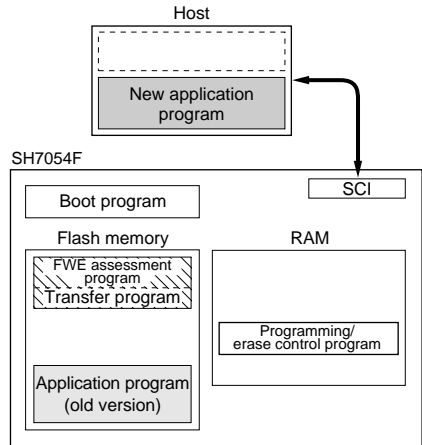 Host
New application
program
SH7054F
SCI
Boot program
Flash memory
RAM
FWE assessment
program
Transfer program
Programming/
erase control program
Application program
(old version)